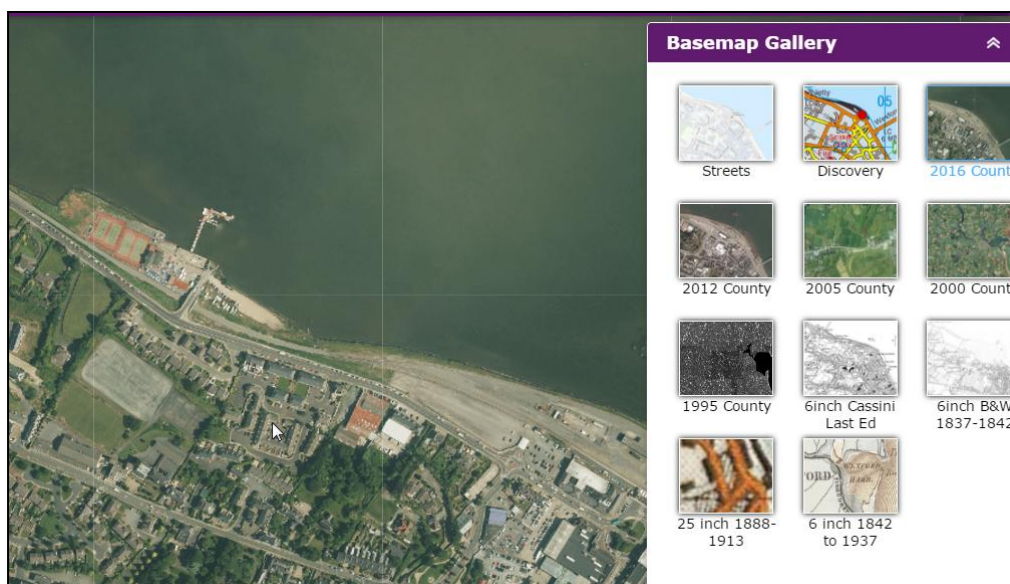 Basemap Gallery
Streets
Discovery
2016 Count
2012 County
2005 County
2000 Count
1995 County
6inch Cassini
Last Ed
6inch B&W
1837-1842
25 inch 1888-
1913
6 inch 1842
to 1937